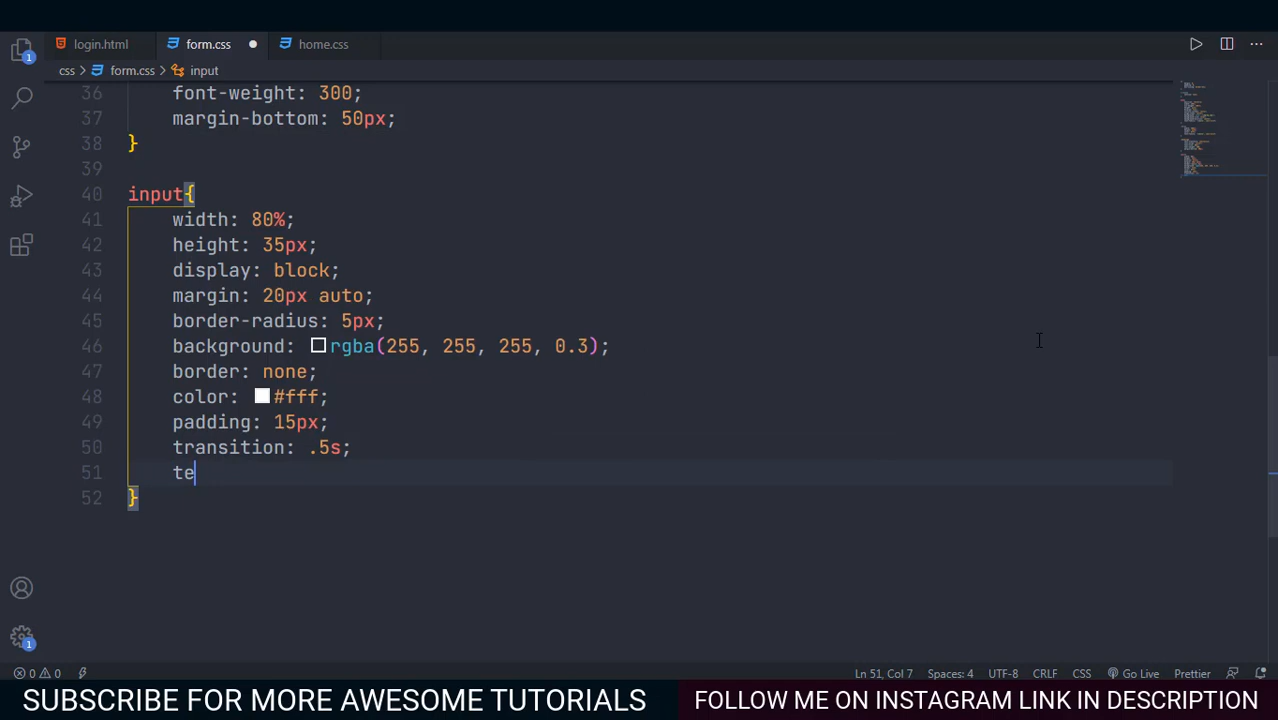 login.html form.css home.css
css > form.css > input
36 font-weight: 300;
37 margin-bottom: 50px;
38 }
39
40 input{
41 width: 80%;
42 height: 35px;
43 display: block;
44 margin: 20px auto;
45 border-radius: 5px;
46 background: rgba(255, 255, 255, 0.3);
47 border: none;
48 color: #fff;
49 padding: 15px;
50 transition: .5s;
51 te
52 }
1
1
0 0 Ln 51, Col 7 Spaces: 4 UTF-8 CRLF CSS Go Live Prettier
SUBSCRIBE FOR MORE AWESOME TUTORIALS FOLLOW ME ON INSTAGRAM LINK IN DESCRIPTION